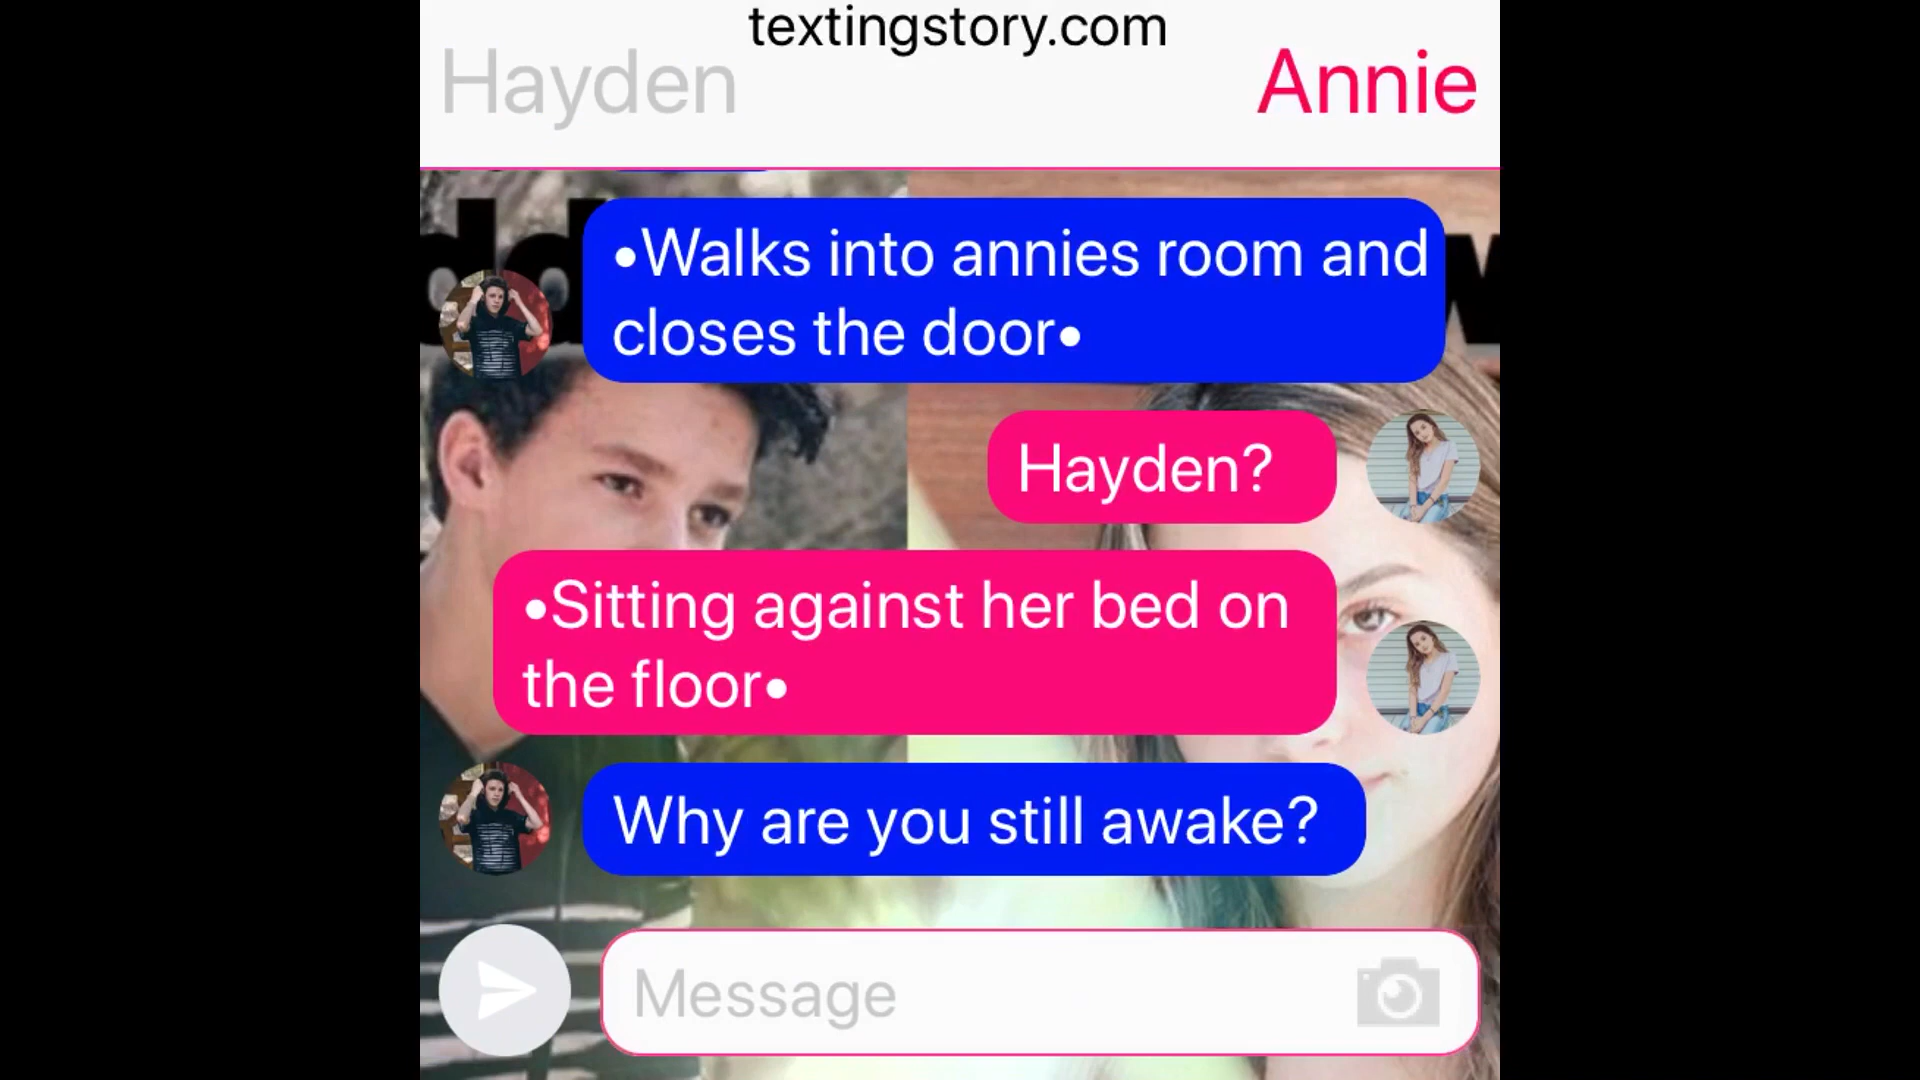 textingstory.com
Hayden
Annie
•Walks into annies room and
closes the door•
Hayden?
•Sitting against her bed on
the floor•
Why are you still awake?
Message